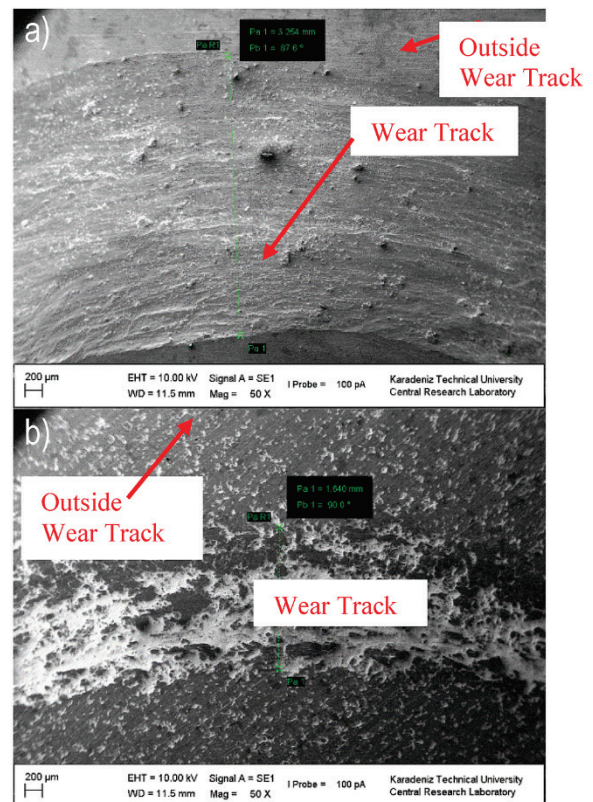 a)
Pa 1 = 3.254 mm
Pb 1 = 87.6 °
Pa R1
Outside
Wear Track
Wear Track
Pa 1
200 µm
EHT = 10.00 kV Signal A = SE1 I Probe = 100 pA Karadeniz Technical University
WD = 11.5 mm Mag = 50 X Central Research Laboratory
b)
Outside
Wear Track
Pa 1 = 1.640 mm
Pb 1 = 90.0 °
Pa R1
Wear Track
Pa 1
200 µm
EHT = 10.00 kV Signal A = SE1 I Probe = 100 pA Karadeniz Technical University
WD = 11.5 mm Mag = 50 X Central Research Laboratory